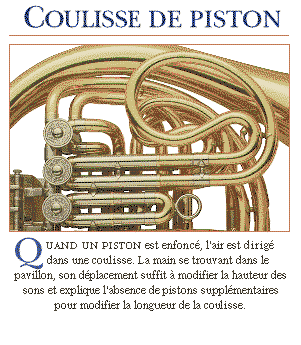 COULISSE DE PISTON
QUAND UN PISTON est enfoncé, l'air est dirigé
dans une coulisse. La main se trouvant dans le
pavillon, son déplacement suffit à modifier la hauteur des
sons et explique l'absence de pistons supplémentaires
pour modifier la longueur de la coulisse.